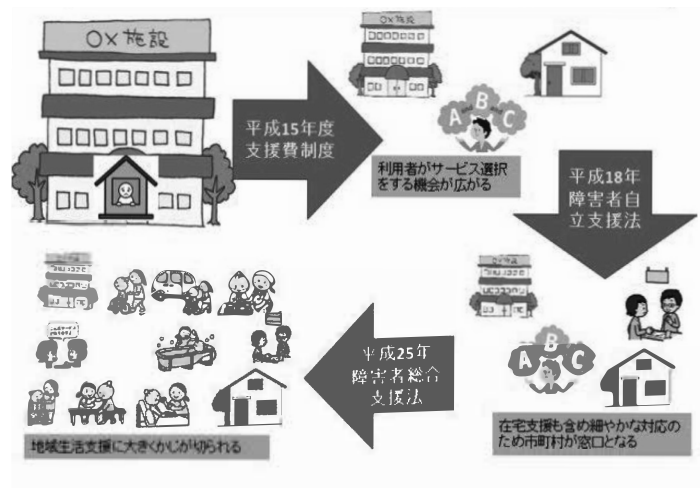 〇×施設
平成15年度
支援費制度
〇×施設
A
B
C
利用者がサービス選択
をする機会が広がる
平成18年
障害者自
立支援法
〇×施設
A
B
C
在宅支援も含め細やかな対応の
ため市町村が窓口となる
平成25年
障害者総合
支援法
地域生活支援に大きくかじが切られる